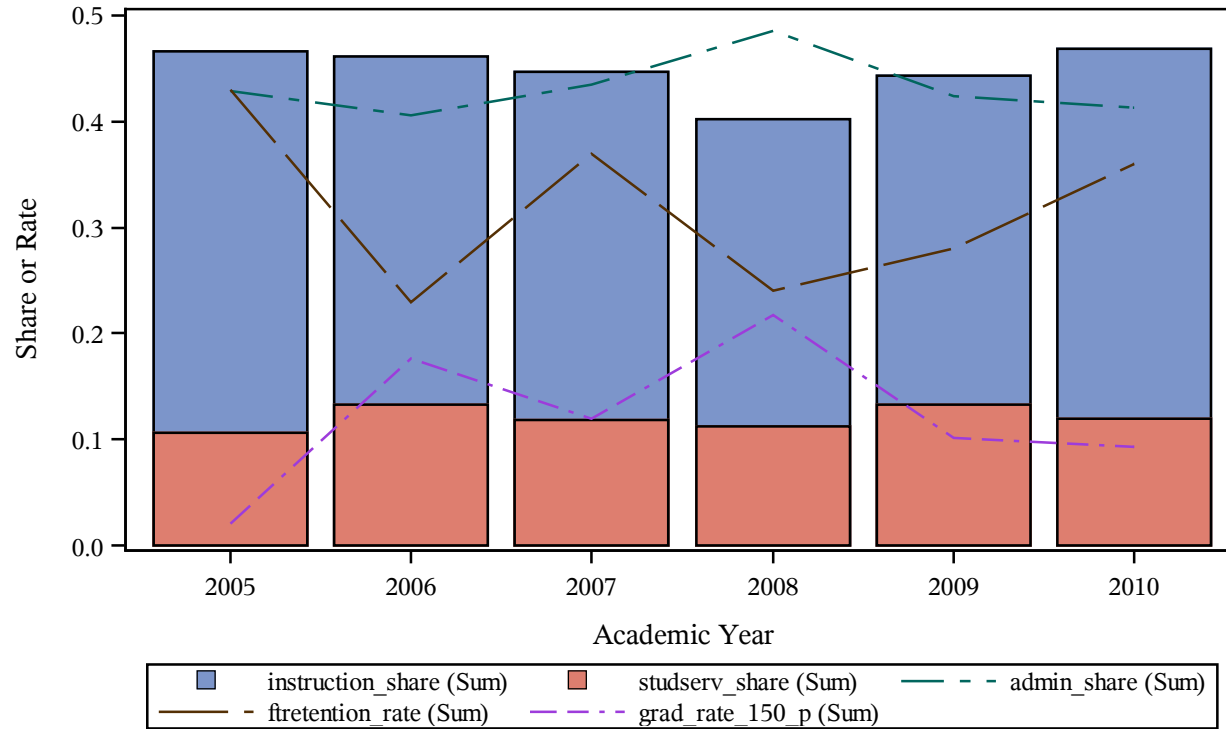 0.5
0.4
0.3
0.2
0.1
0.0
Share or Rate
2005 2006 2007 2008 2009 2010
Academic Year
instruction_share (Sum) studserv_share (Sum) admin_share (Sum)
ftretention_rate (Sum) grad_rate_150_p (Sum)